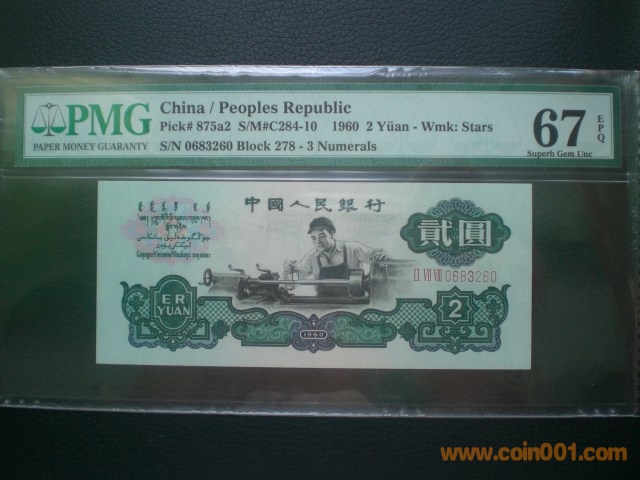 PMG
PAPER MONEY GUARANTY
China / Peoples Republic
Pick# 875a2 S/M#C284-10 1960 2 Yüan - Wmk: Stars
S/N 0683260 Block 278 - 3 Numerals
67
EPQ
Superb Gem Unc
中國人民銀行
貳圓
II VII VIII 0683260
ER
YUAN
2
1960
www.coin001.com